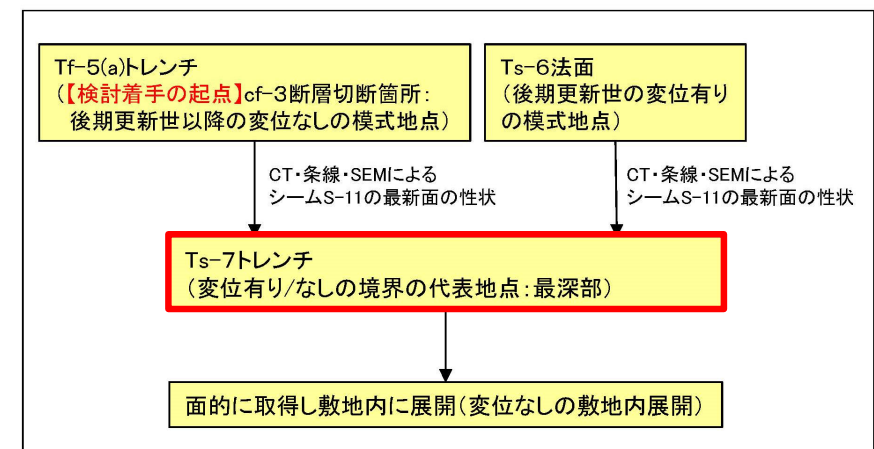 Tf-5(a)トレンチ
(【検討着手の起点】cf-3断層切断箇所：
後期更新世以降の変位なしの模式地点)
Ts-6法面
(後期更新世の変位有り
の模式地点)
CT・条線・SEMによる
シームS-11の最新面の性状
CT・条線・SEMによる
シームS-11の最新面の性状
Ts-7トレンチ
(変位有り/なしの境界の代表地点：最深部)
面的に取得し敷地内に展開(変位なしの敷地内展開)